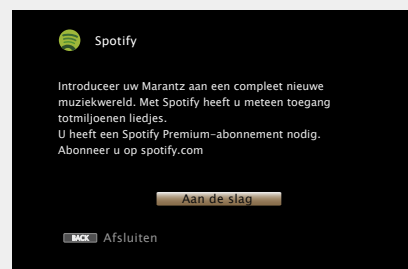 Spotify
Introduceer uw Marantz aan een compleet nieuwe
muziekwereld. Met Spotify heeft u meteen toegang
totmiljoenen liedjes.
U heeft een Spotify Premium-abonnement nodig.
Abonneer u op spotify.com
Aan de slag
BACK Afsluiten